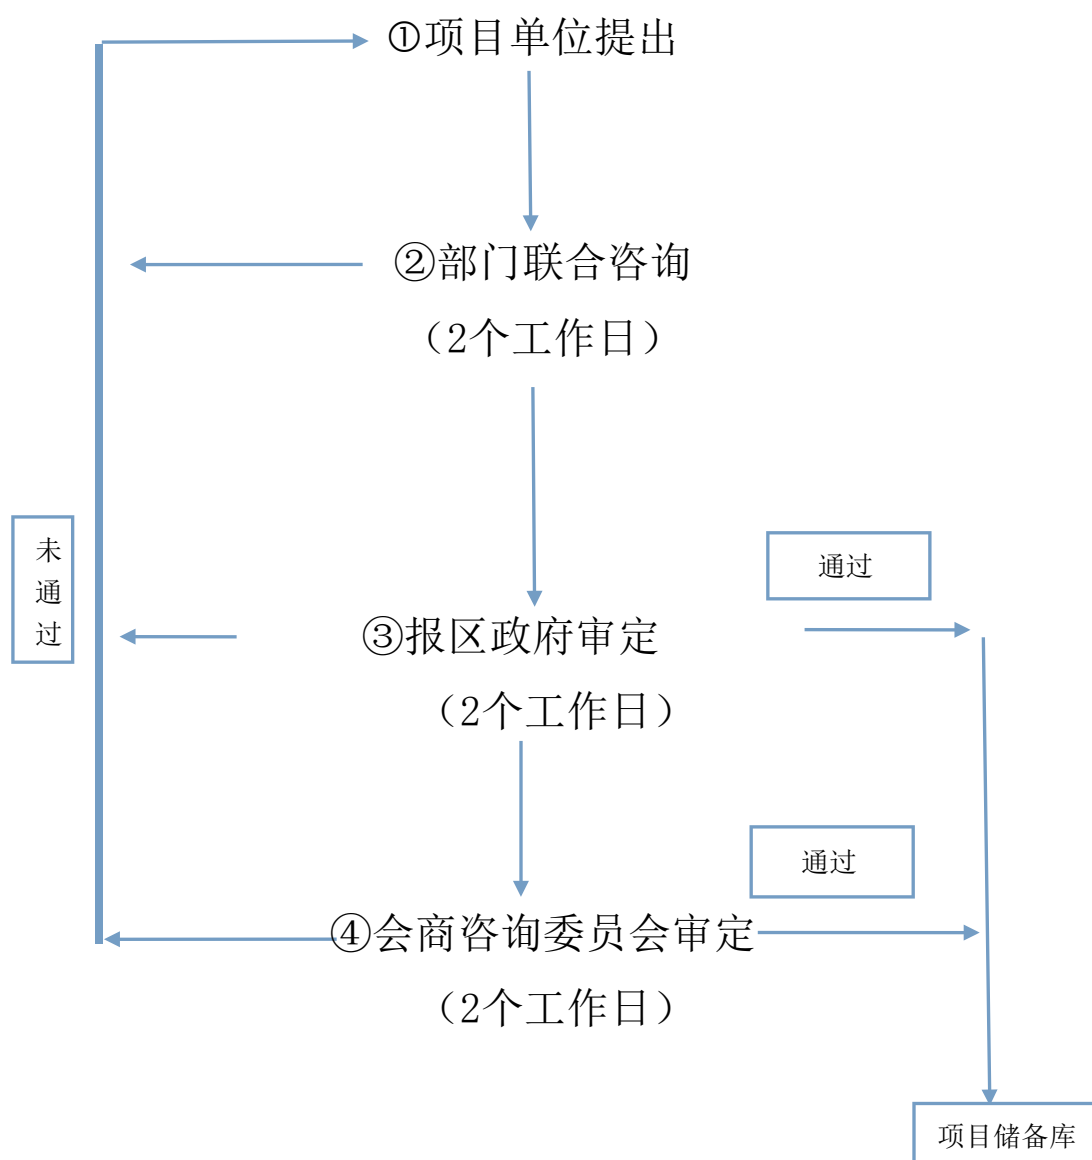 ①项目单位提出
②部门联合咨询
（2个工作日）
未
通
过
通过
③报区政府审定
（2个工作日）
通过
④会商咨询委员会审定
（2个工作日）
项目储备库